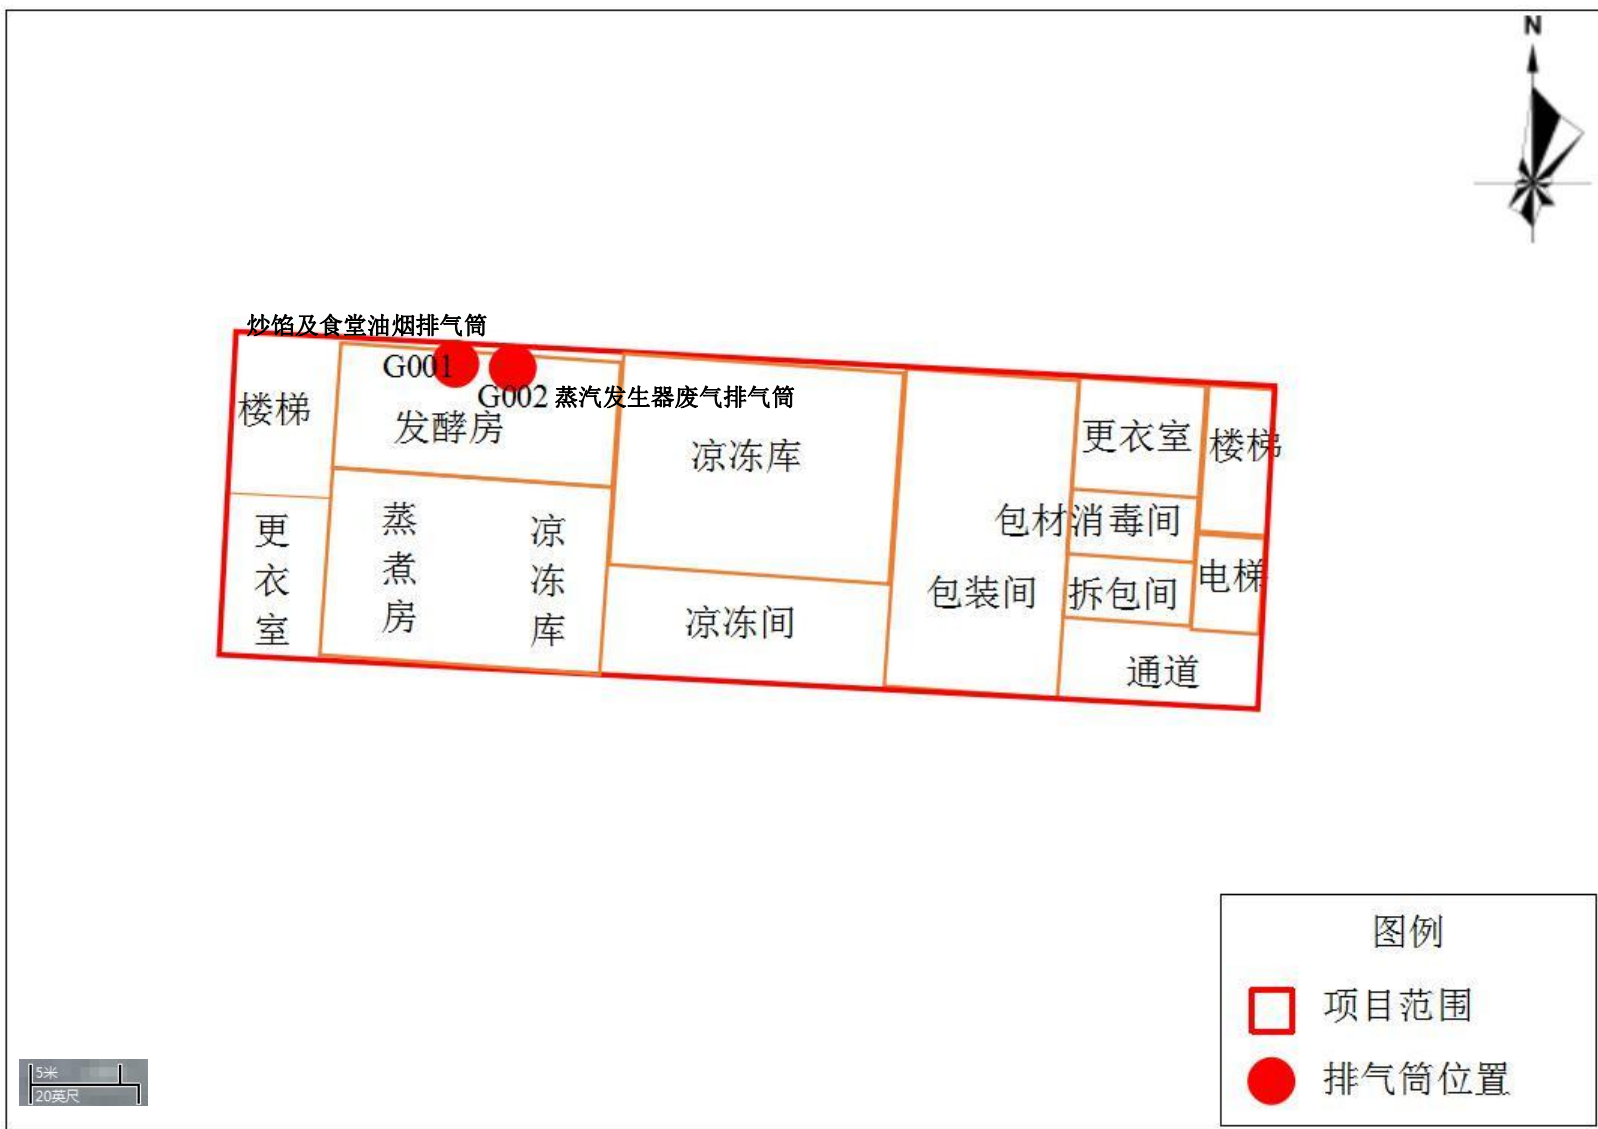 N
炒馅及食堂油烟排气筒
G001
G002 蒸汽发生器废气排气筒
楼梯
发酵房
凉冻库
更衣室
楼梯
更衣室
蒸煮房
凉冻库
包材消毒间
电梯
包装间
拆包间
凉冻间
通道
图例
项目范围
排气筒位置
5米
20英尺